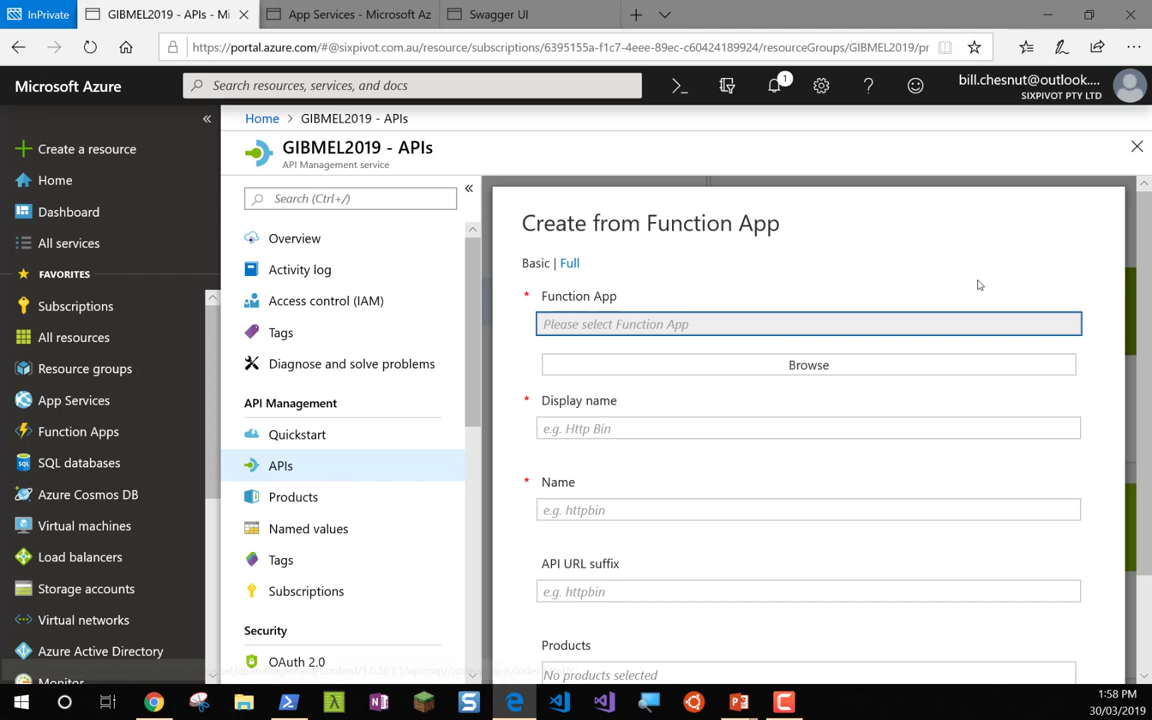 InPrivate
GIBMEL2019 - APIs - Mi
App Services - Microsoft Az
Swagger UI
https://portal.azure.com/#@sixpivot.com.au/resource/subscriptions/6395155a-f1c7-4eee-89ec-c60424189924/resourceGroups/GIBMEL2019/pr
Microsoft Azure
Search resources, services, and docs
1
bill.chesnut@outlook....
SIXPIVOT PTY LTD
Create a resource
Home
Dashboard
All services
FAVORITES
Subscriptions
All resources
Resource groups
App Services
Function Apps
SQL databases
Azure Cosmos DB
Virtual machines
Load balancers
Storage accounts
Virtual networks
Azure Active Directory
Monitor
Home > GIBMEL2019 - APIs
GIBMEL2019 - APIs
API Management service
Search (Ctrl+/)
Overview
Activity log
Access control (IAM)
Tags
Diagnose and solve problems
API Management
Quickstart
APIs
Products
Named values
Tags
Subscriptions
Security
OAuth 2.0
Create from Function App
Basic | Full
* Function App
Please select Function App
Browse
* Display name
e.g. Http Bin
* Name
e.g. httpbin
API URL suffix
e.g. httpbin
Products
No products selected
1:58 PM
30/03/2019